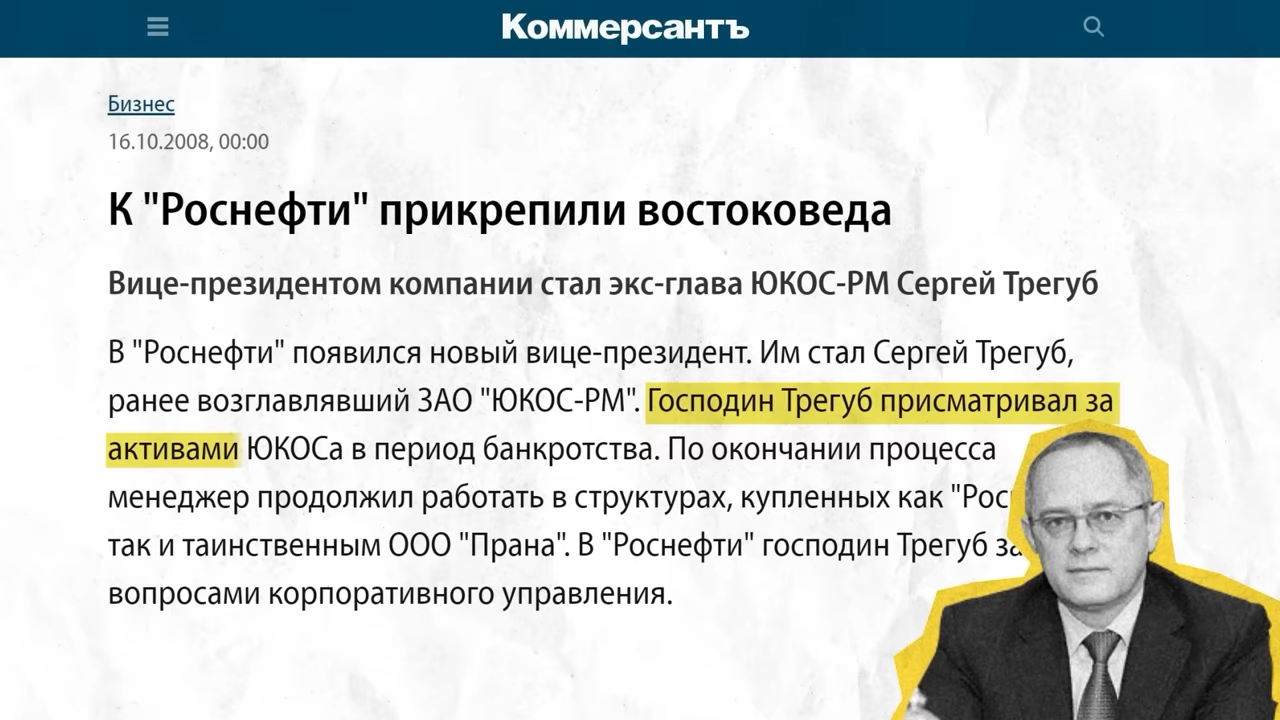 Коммерсантъ
Бизнес
16.10.2008, 00:00
К "Роснефти" прикрепили востоковеда
Вице-президентом компании стал экс-глава ЮКОС-РМ Сергей Трегуб
В "Роснефти" появился новый вице-президент. Им стал Сергей Трегуб,
ранее возглавлявший ЗАО "ЮКОС-РМ". Господин Трегуб присматривал за
активами ЮКОСа в период банкротства. По окончании процесса
менеджер продолжил работать в структурах, купленных как
так и таинственным ООО "Прана". В "Роснефти" господин Трегуб
вопросами корпоративного управления.